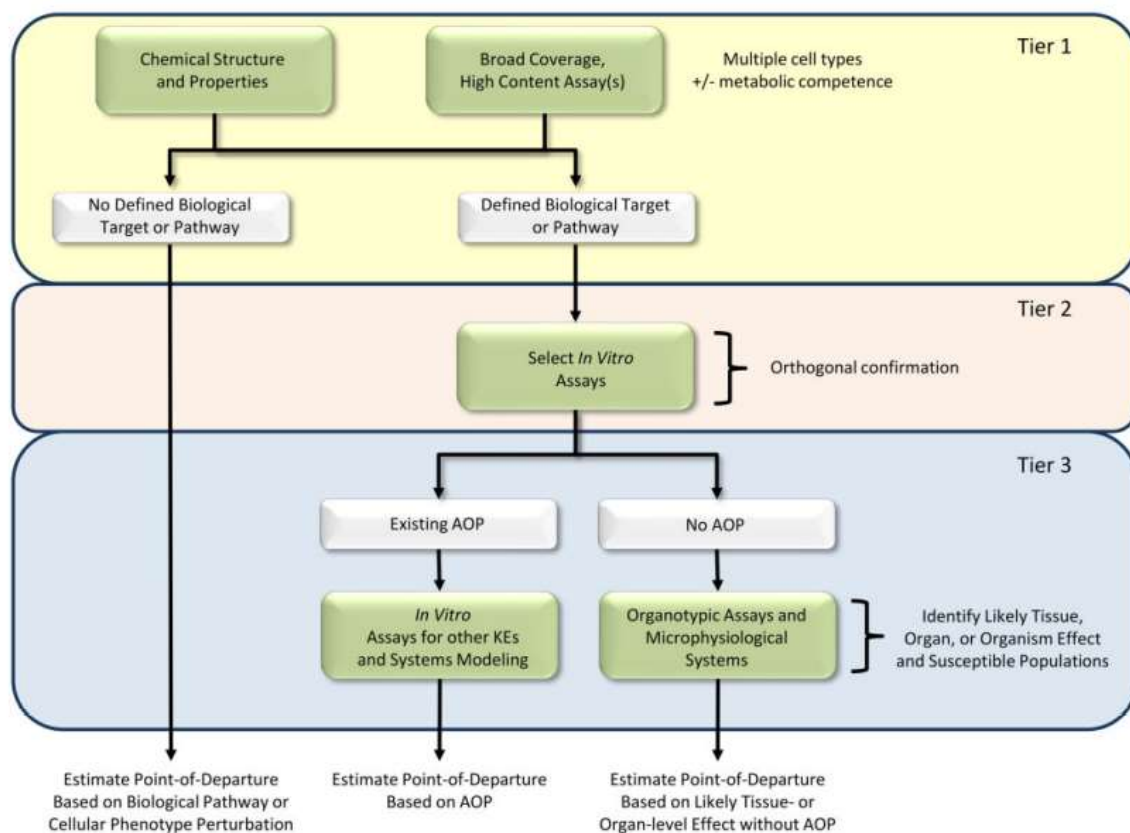 Tier 1
Chemical Structure
and Properties
Broad Coverage,
High Content Assay(s)
Multiple cell types
+/- metabolic competence
No Defined Biological
Target or Pathway
Defined Biological Target
or Pathway
Tier 2
Select In Vitro
Assays
Orthogonal confirmation
Tier 3
Existing AOP
No AOP
In Vitro
Assays for other KEs
and Systems Modeling
Organotypic Assays and
Microphysiological
Systems
Identify Likely Tissue,
Organ, or Organism Effect
and Susceptible Populations
Estimate Point-of-Departure
Based on Biological Pathway or
Cellular Phenotype Perturbation
Estimate Point-of-Departure
Based on AOP
Estimate Point-of-Departure
Based on Likely Tissue- or
Organ-level Effect without AOP